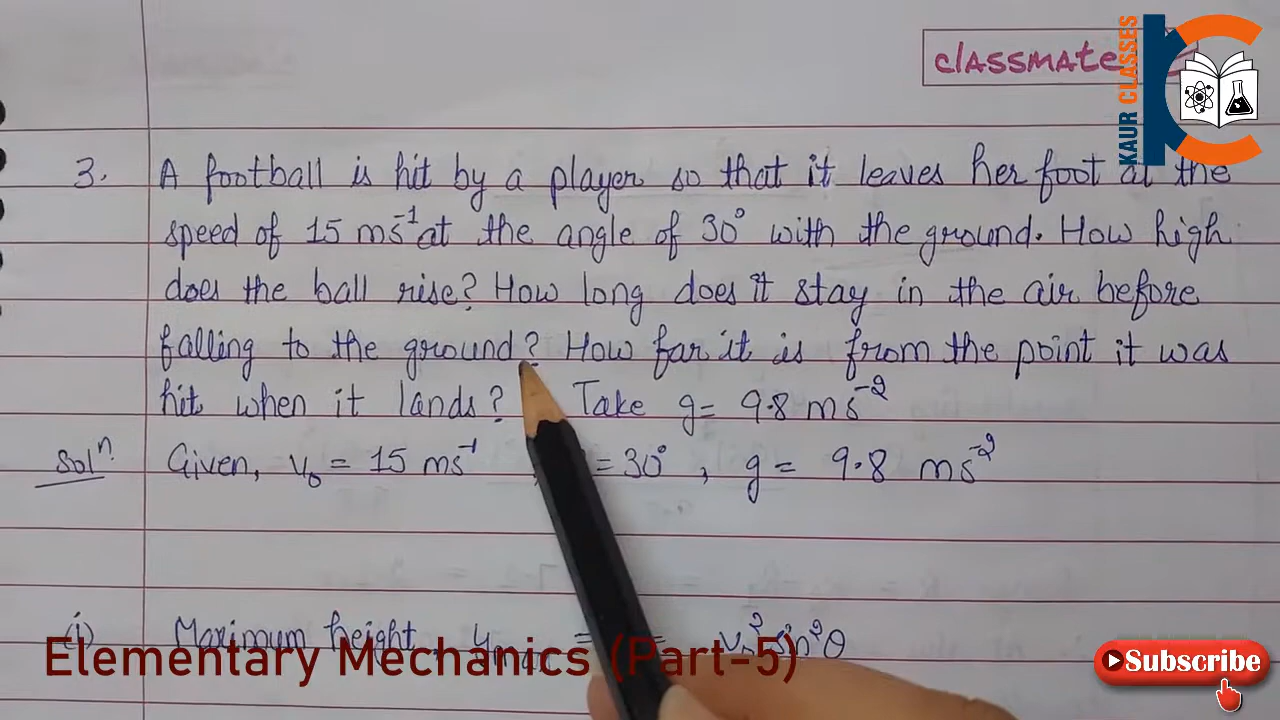 classmate
KAUR CLASSES
3. A football is hit by a player so that it leaves her foot at the
speed of 15 ms⁻¹ at the angle of 30° with the ground. How high
does the ball rise? How long does it stay in the air before
falling to the ground? How far it is from the point it was
hit when it lands? Take g = 9.8 ms⁻²
Solⁿ. Given, v₀ = 15 ms⁻¹, = 30°, g = 9.8 ms⁻²
(i) Maximum height, yₘₐₓ = = v₀² sin²θ
Elementary Mechanics (Part-5)
Subscribe